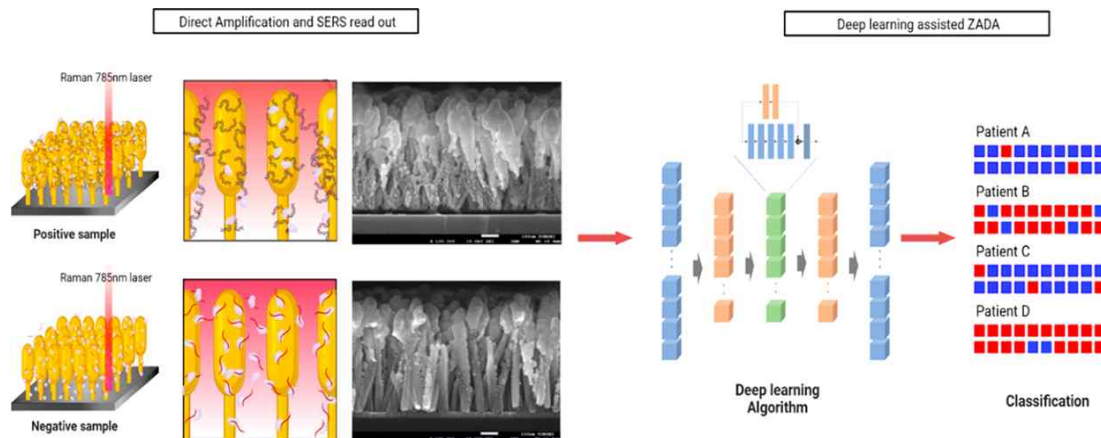 Direct Amplification and SERS read out
Deep learning assisted ZADA
Raman 785nm laser
Positive sample
Raman 785nm laser
Negative sample
Deep learning
Algorithm
Patient A
Patient B
Patient C
Patient D
Classification